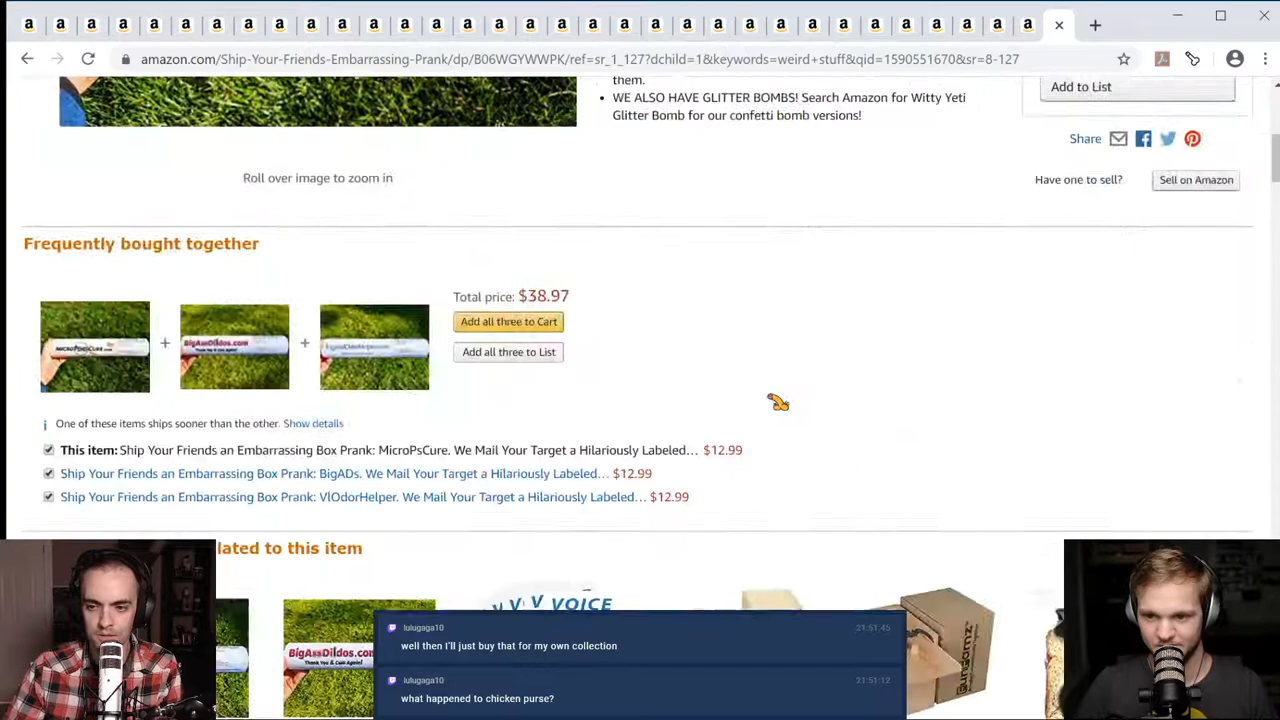 amazon.com/Ship-Your-Friends-Embarrassing-Prank/dp/B06WGYWWPK/ref=sr_1_127?dchild=1&keywords=weird+stuff&qid=1590551670&sr=8-127
them.
WE ALSO HAVE GLITTER BOMBS! Search Amazon for Witty Yeti
Glitter Bomb for our confetti bomb versions!
Add to List
Share
Roll over image to zoom in
Have one to sell?
Sell on Amazon
Frequently bought together
Total price: $38.97
Add all three to Cart
Add all three to List
MICROPSCURE.com
BigAssDildos.com
One of these items ships sooner than the other. Show details
This item: Ship Your Friends an Embarrassing Box Prank: MicroPsCure. We Mail Your Target a Hilariously Labeled… $12.99
Ship Your Friends an Embarrassing Box Prank: BigADs. We Mail Your Target a Hilariously Labeled… $12.99
Ship Your Friends an Embarrassing Box Prank: VlOdorHelper. We Mail Your Target a Hilariously Labeled… $12.99
lated to this item
VOICE
BigAssDildos.com
Thank You & Cum Again!
lulugaga10
21:51:45
well then I'll just buy that for my own collection
lulugaga10
21:51:12
what happened to chicken purse?